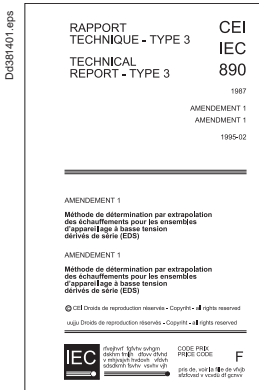 Dd381401.eps
RAPPORT
TECHNIQUE - TYPE 3
TECHNICAL
REPORT - TYPE 3
CEI
IEC
890
1987
AMENDEMENT 1
AMENDMENT 1
1995-02
AMENDEMENT 1
Méthode de détermination par extrapolation
des échauffements pour les ensembles
d'appareillage à basse tension
dérivés de série (EDS)
AMENDEMENT 1
Méthode de détermination par extrapolation
des échauffements pour les ensembles
d'appareillage à basse tension
dérivés de série (EDS)
© CEI Droits de reproduction réservés - Copyriht - all rights reserved
uujju Droits de reproduction réservés - Copyriht - all rights reserved
IEC
CODE PRIX
PRICE CODE
F